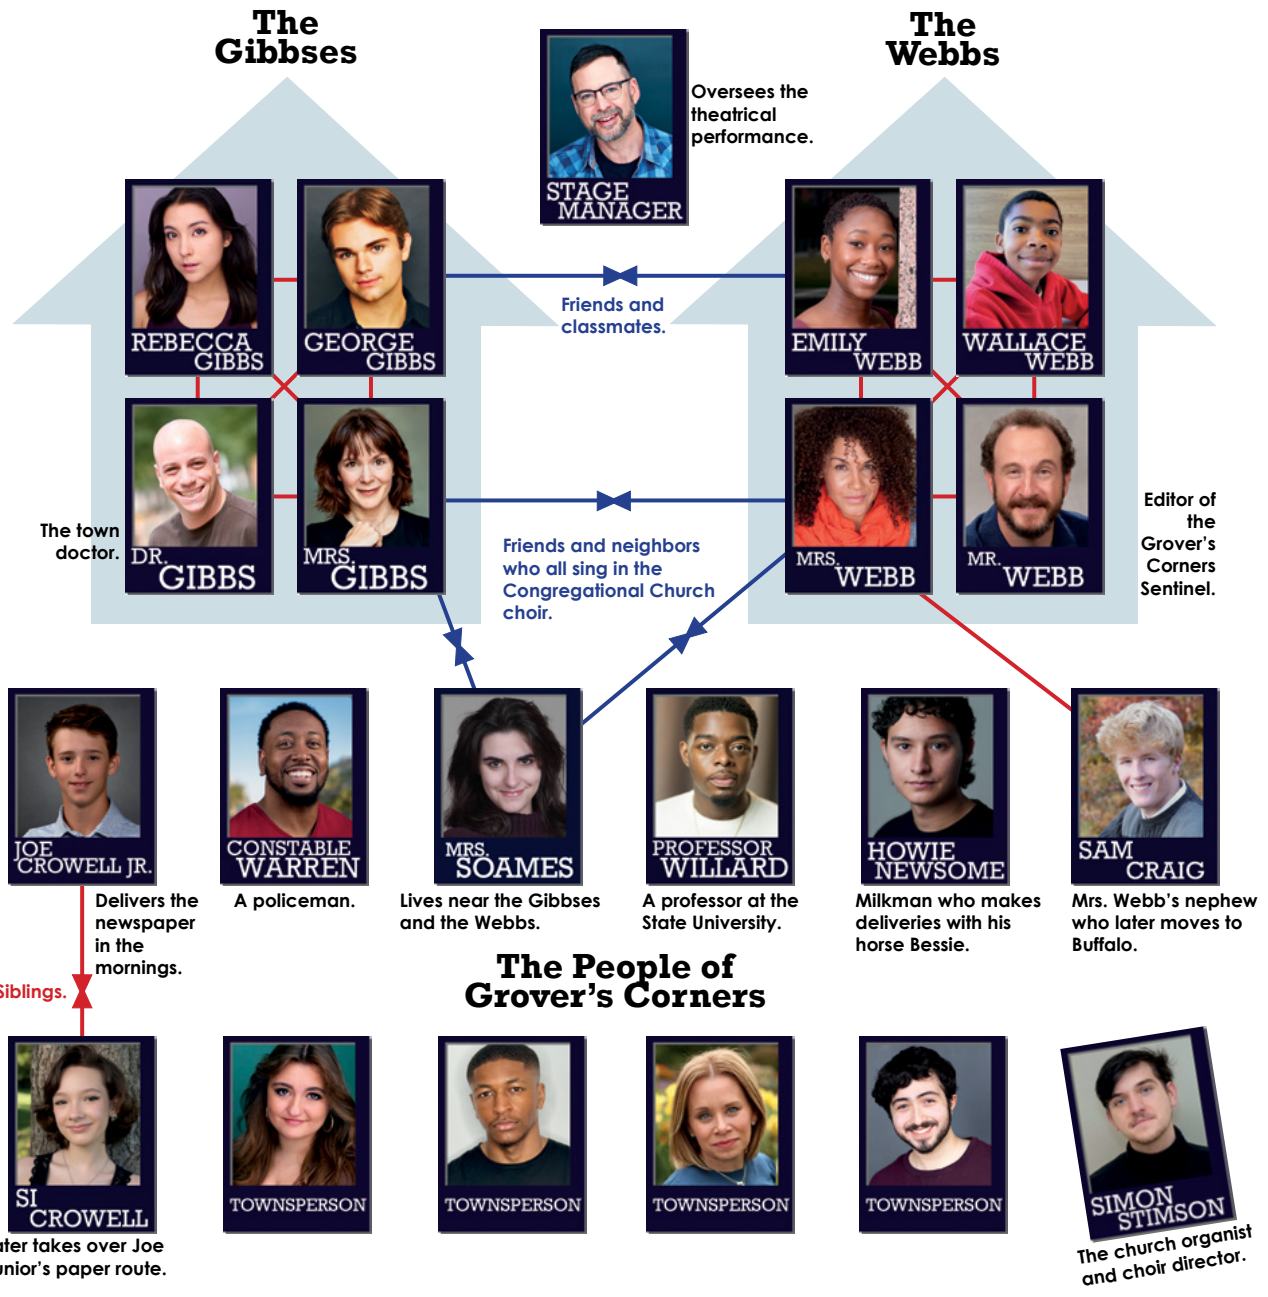 The
Gibbses
The
Webbs
Oversees the
theatrical
performance.
STAGE
MANAGER
REBECCA
GIBBS
GEORGE
GIBBS
Friends and
classmates.
EMILY
WEBB
WALLACE
WEBB
The town
doctor.
DR.
GIBBS
MRS.
GIBBS
Friends and neighbors
who all sing in the
Congregational Church
choir.
MRS.
WEBB
MR.
WEBB
Editor of
the
Grover's
Corners
Sentinel.
JOE
CROWELL JR.
Delivers the
newspaper
in the
mornings.
CONSTABLE
WARREN
A policeman.
MRS.
SOAMES
Lives near the Gibbses
and the Webbs.
PROFESSOR
WILLARD
A professor at the
State University.
HOWIE
NEWSOME
Milkman who makes
deliveries with his
horse Bessie.
SAM
CRAIG
Mrs. Webb's nephew
who later moves to
Buffalo.
Siblings.
The People of
Grover's Corners
SI
CROWELL
ater takes over Joe
unior's paper route.
TOWNSPERSON
TOWNSPERSON
TOWNSPERSON
TOWNSPERSON
SIMON
STIMSON
The church organist
and choir director.